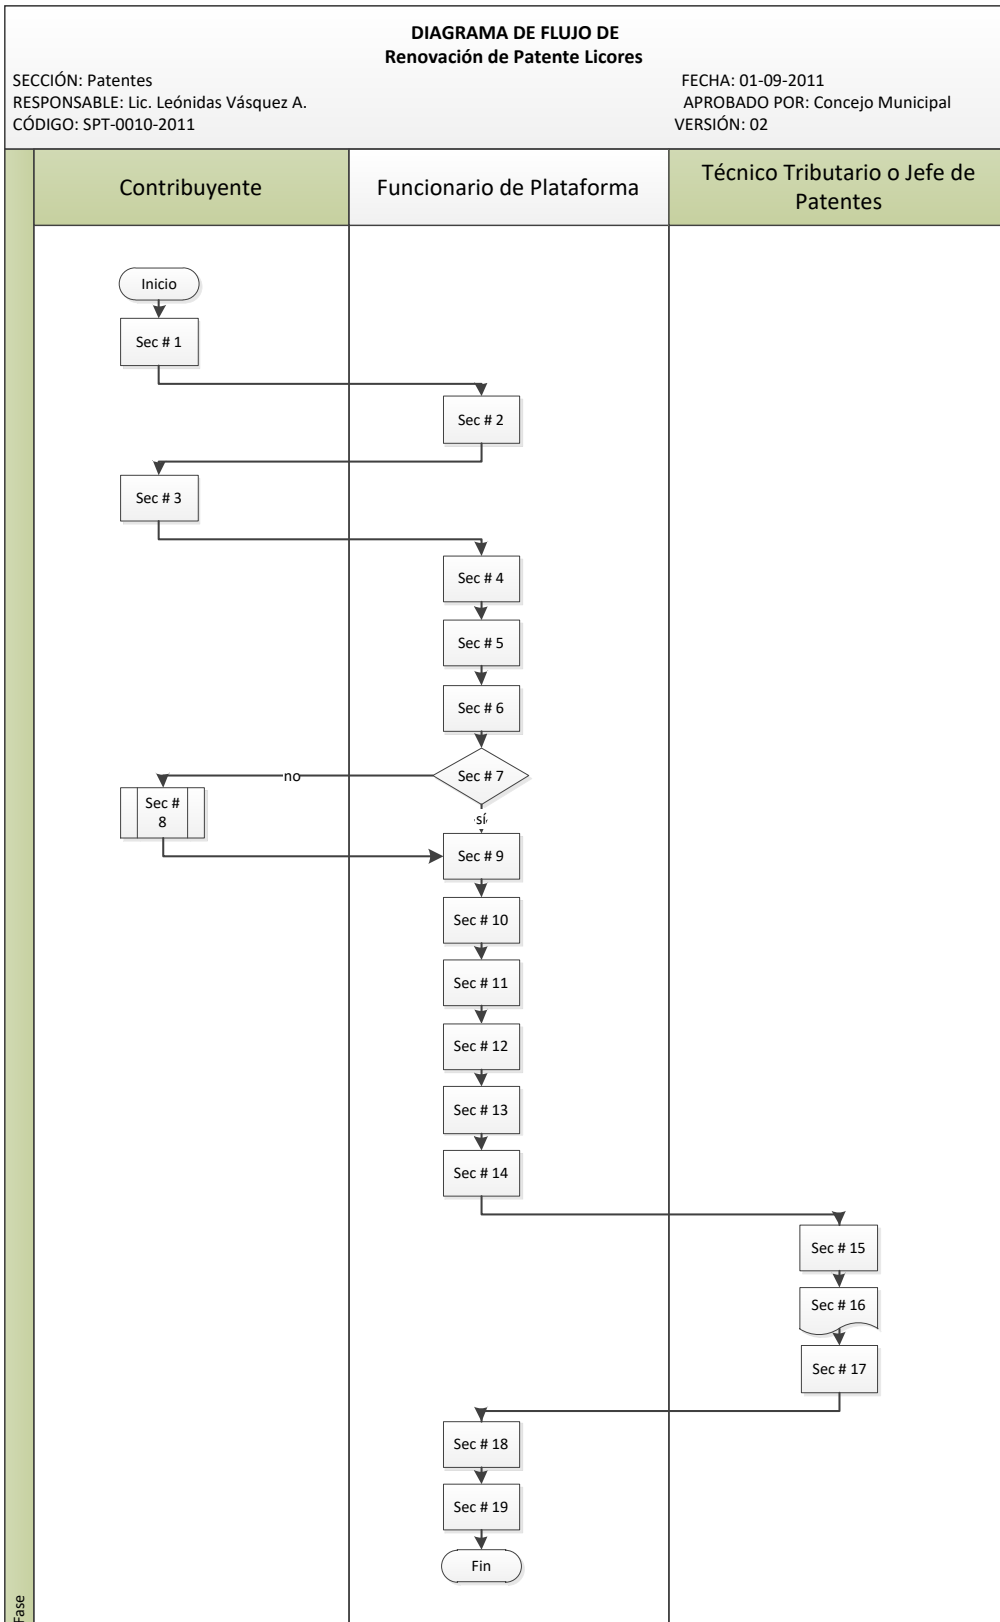 DIAGRAMA DE FLUJO DE
Renovación de Patente Licores
SECCIÓN: Patentes
RESPONSABLE: Lic. Leónidas Vásquez A.
CÓDIGO: SPT-0010-2011
FECHA: 01-09-2011
APROBADO POR: Concejo Municipal
VERSIÓN: 02
Contribuyente
Funcionario de Plataforma
Técnico Tributario o Jefe de
Patentes
Inicio
Sec # 1
Sec # 2
Sec # 3
Sec # 4
Sec # 5
Sec # 6
Sec # 7
no
Sec #
8
sí
Sec # 9
Sec # 10
Sec # 11
Sec # 12
Sec # 13
Sec # 14
Sec # 15
Sec # 16
Sec # 17
Sec # 18
Sec # 19
Fin
Fase